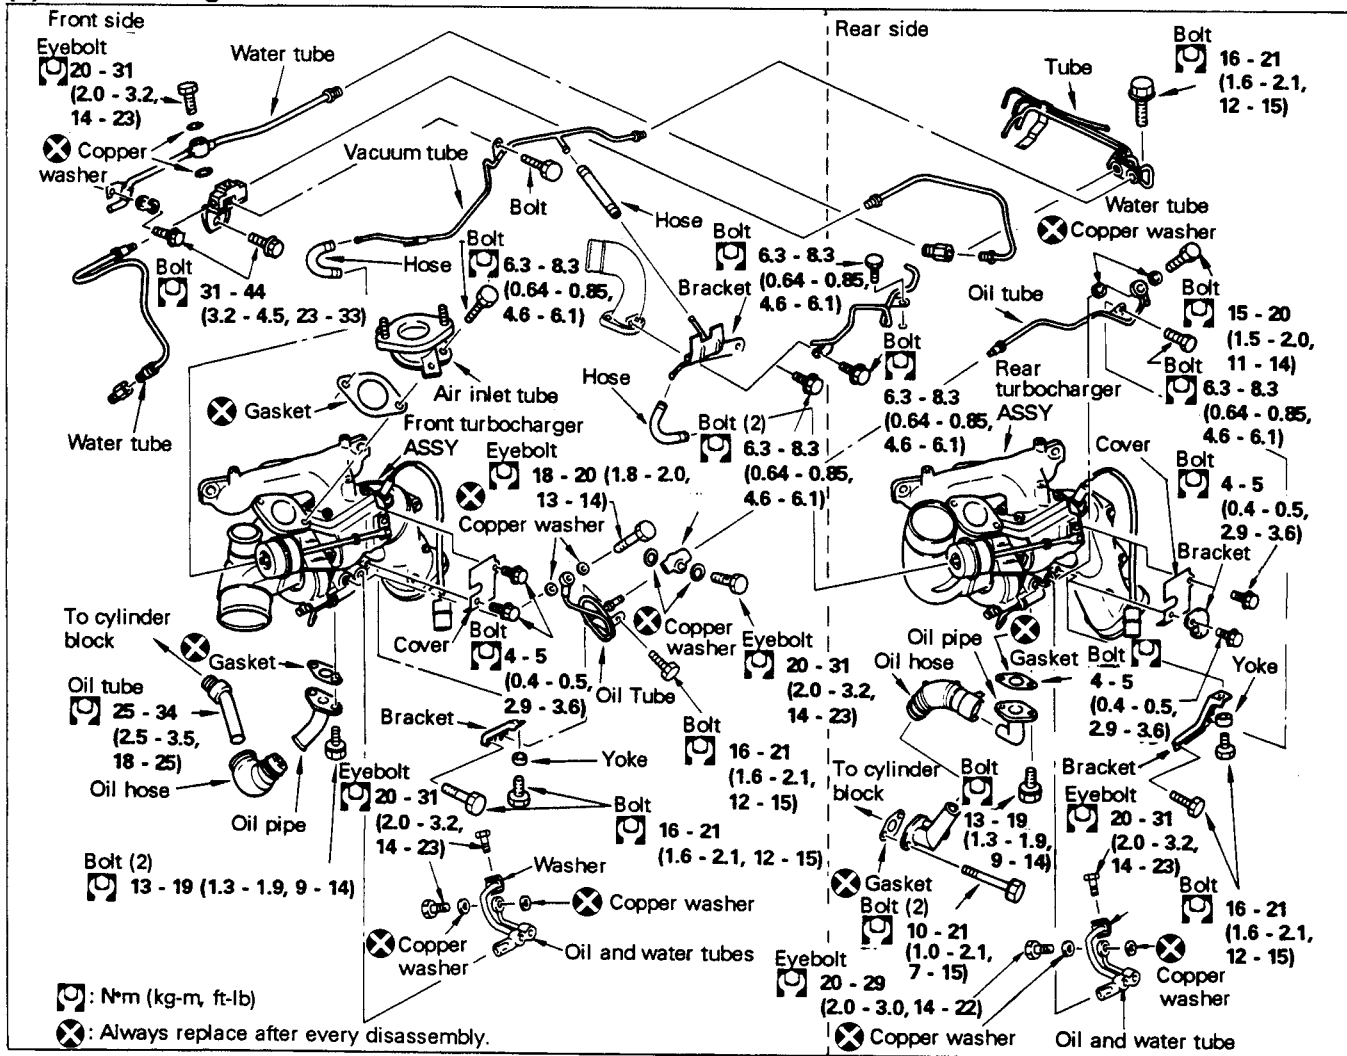 Front side
Eyebolt
20 - 31
(2.0 - 3.2,
14 - 23)
Water tube
Copper
washer
Vacuum tube
Bolt
Hose
Hose
Bolt
6.3 - 8.3
(0.64 - 0.85,
4.6 - 6.1)
Bolt
31 - 44
(3.2 - 4.5, 23 - 33)
Water tube
Gasket
Air inlet tube
Front turbocharger
ASSY
Bolt
6.3 - 8.3
(0.64 - 0.85,
4.6 - 6.1)
Bracket
Hose
Bolt (2)
6.3 - 8.3
(0.64 - 0.85,
4.6 - 6.1)
Eyebolt
18 - 20 (1.8 - 2.0,
13 - 14)
Copper washer
To cylinder
block
Gasket
Oil tube
25 - 34
(2.5 - 3.5,
18 - 25)
Oil hose
Oil pipe
Cover
Bolt
4 - 5
(0.4 - 0.5,
2.9 - 3.6)
Oil Tube
Copper
washer
Eyebolt
20 - 31
(2.0 - 3.2,
14 - 23)
Bracket
Yoke
Bolt
16 - 21
(1.6 - 2.1,
12 - 15)
Eyebolt
20 - 31
(2.0 - 3.2,
14 - 23)
Bolt
16 - 21
(1.6 - 2.1, 12 - 15)
Bolt (2)
13 - 19 (1.3 - 1.9, 9 - 14)
Washer
Copper washer
Copper
washer
Oil and water tubes
: N•m (kg-m, ft-lb)
: Always replace after every disassembly.
Rear side
Tube
Bolt
16 - 21
(1.6 - 2.1,
12 - 15)
Water tube
Copper washer
Oil tube
Bolt
15 - 20
(1.5 - 2.0,
11 - 14)
Bolt
6.3 - 8.3
(0.64 - 0.85,
4.6 - 6.1)
Rear
turbocharger
ASSY
Bolt
6.3 - 8.3
(0.64 - 0.85,
4.6 - 6.1)
Cover
Bolt
4 - 5
(0.4 - 0.5,
2.9 - 3.6)
Bracket
Oil pipe
Oil hose
Gasket
Bolt
4 - 5
(0.4 - 0.5,
2.9 - 3.6)
Yoke
Bracket
To cylinder
block
Bolt
13 - 19
(1.3 - 1.9,
9 - 14)
Eyebolt
20 - 31
(2.0 - 3.2,
14 - 23)
Gasket
Bolt (2)
10 - 21
(1.0 - 2.1,
7 - 15)
Bolt
16 - 21
(1.6 - 2.1,
12 - 15)
Eyebolt
20 - 29
(2.0 - 3.0, 14 - 22)
Copper
washer
Copper washer
Oil and water tube